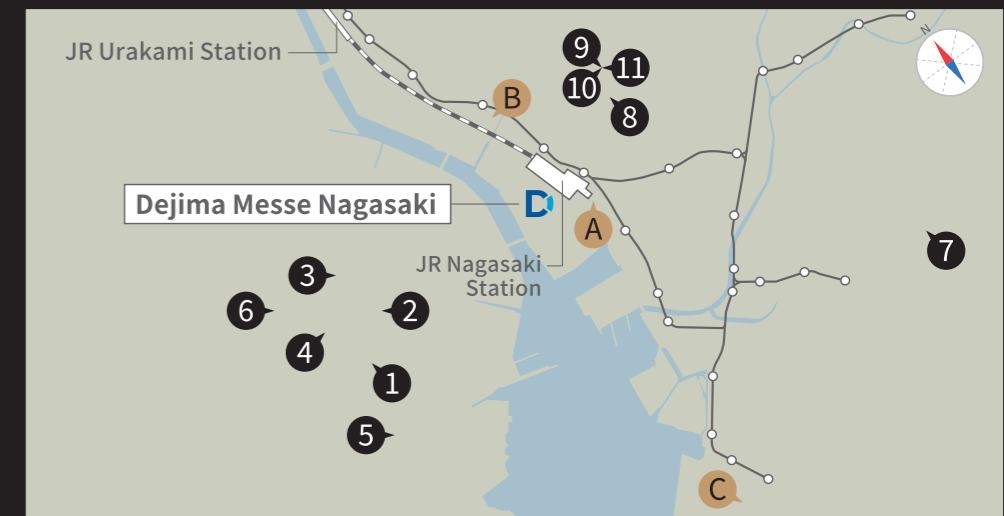 JR Urakami Station
N
9
11
10
B
8
Dejima Messe Nagasaki
D
A
7
JR Nagasaki
Station
3
6
2
4
1
5
C